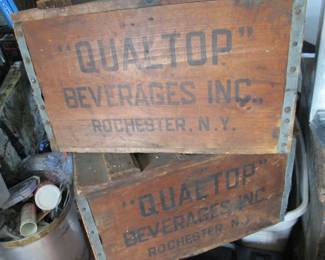 "QUALTOP"
BEVERAGES INC.
ROCHESTER, N.Y.
"QUALTOP"
BEVERAGES INC.
ROCHESTER, N.Y.